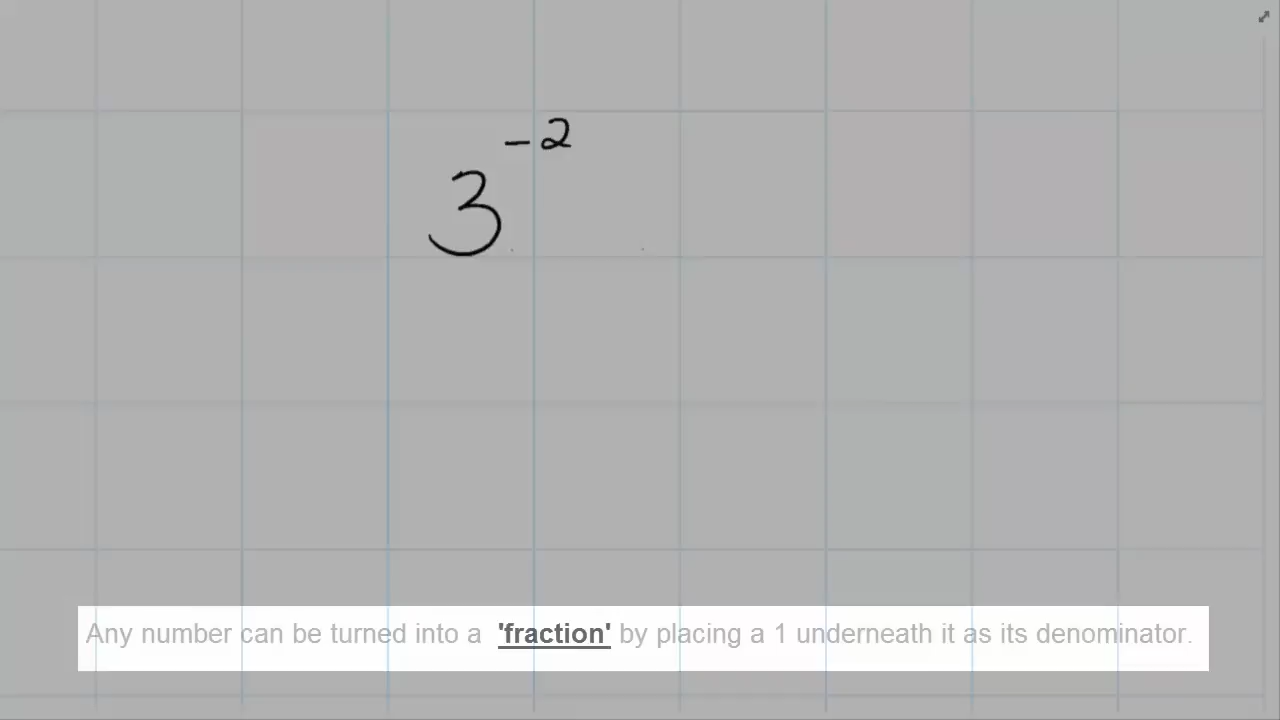 3⁻²
Any number can be turned into a 'fraction' by placing a 1 underneath it as its denominator.